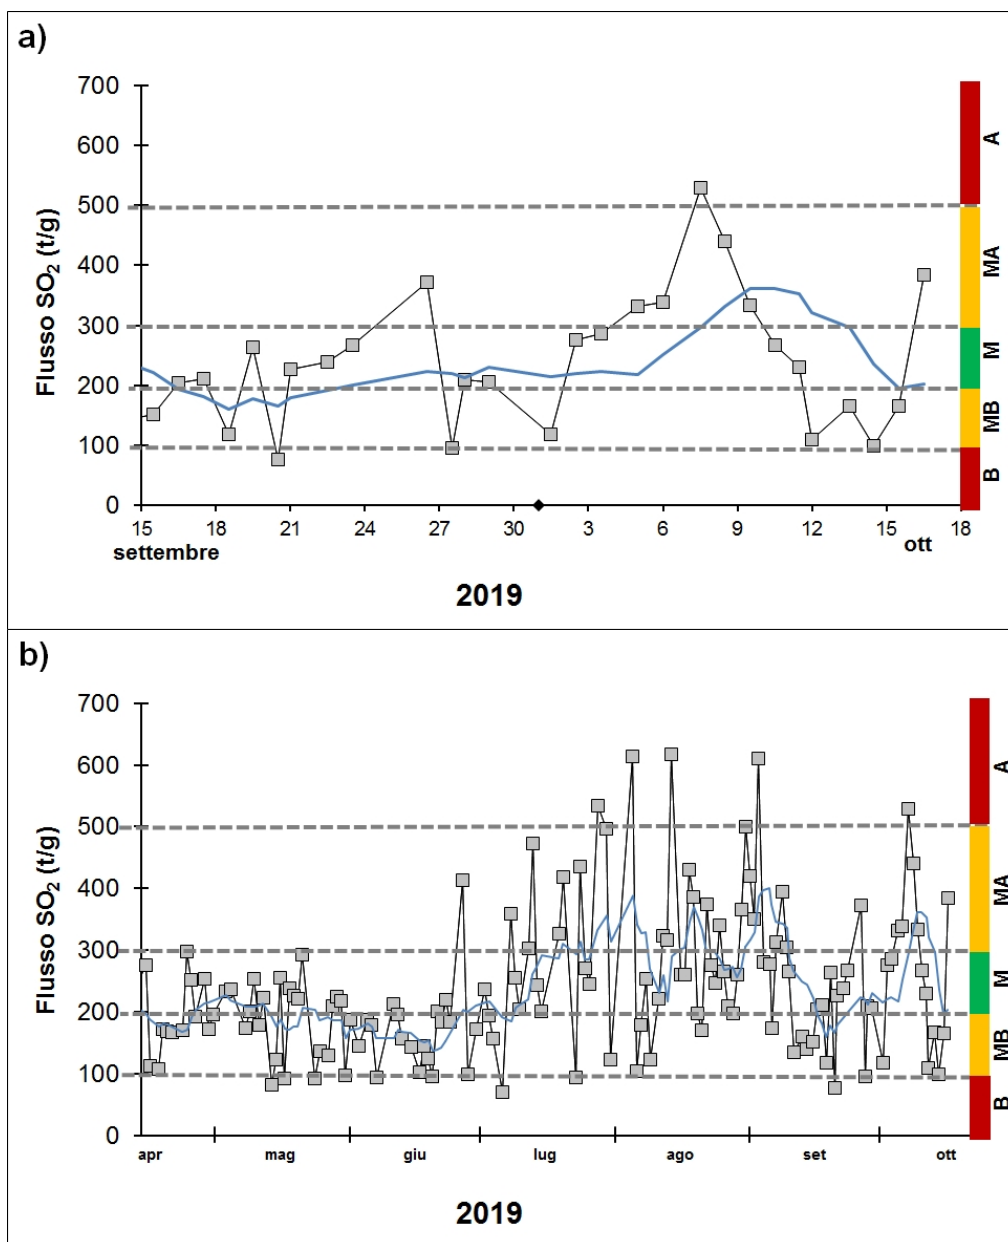 a)
700
600
500
400
300
200
100
0
Flusso SO2 (t/g)
A
MA
M
MB
B
15 18 21 24 27 30 3 6 9 12 15 18
settembre ott
2019
b)
700
600
500
400
300
200
100
0
Flusso SO2 (t/g)
A
MA
M
MB
B
apr mag giu lug ago set ott
2019